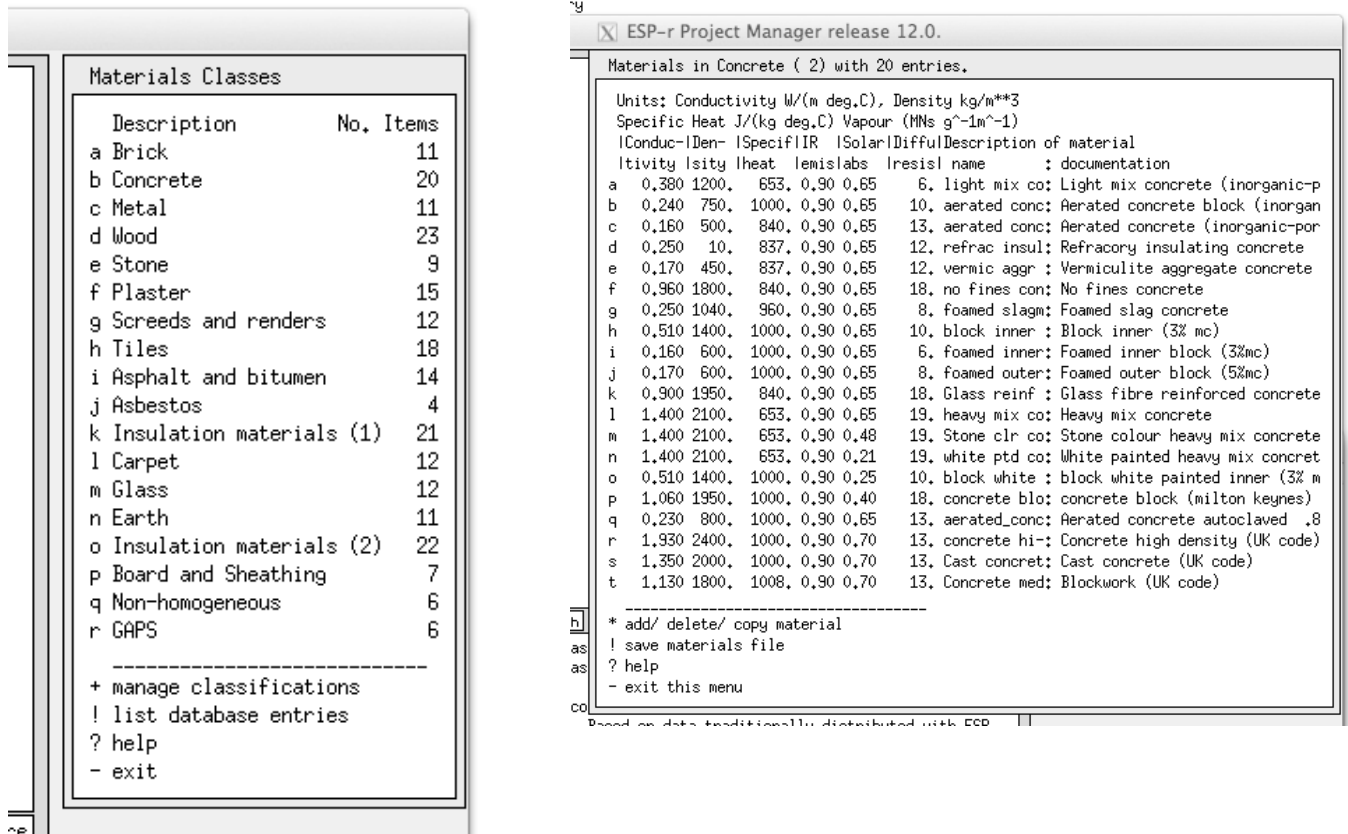 Materials Classes
Description No. Items
a Brick 11
b Concrete 20
c Metal 11
d Wood 23
e Stone 9
f Plaster 15
g Screeds and renders 12
h Tiles 18
i Asphalt and bitumen 14
j Asbestos 4
k Insulation materials (1) 21
l Carpet 12
m Glass 12
n Earth 11
o Insulation materials (2) 22
p Board and Sheathing 7
q Non-homogeneous 6
r GAPS 6
----------------------------
+ manage classifications
! list database entries
? help
- exit
X ESP-r Project Manager release 12.0.
Materials in Concrete ( 2) with 20 entries.
Units: Conductivity W/(m deg.C), Density kg/m**3
Specific Heat J/(kg deg.C) Vapour (MNs g^-1m^-1)
|Conduc-|Den- |Specif|IR |Solar|Diffu|Description of material
|tivity |sity |heat |emis|abs |resis| name : documentation
a 0.380 1200. 653. 0.90 0.65 6. light mix co: Light mix concrete (inorganic-p
b 0.240 750. 1000. 0.90 0.65 10. aerated conc: Aerated concrete block (inorgan
c 0.160 500. 840. 0.90 0.65 13. aerated conc: Aerated concrete (inorganic-por
d 0.250 10. 837. 0.90 0.65 12. refrac insul: Refracory insulating concrete
e 0.170 450. 837. 0.90 0.65 12. vermic aggr : Vermiculite aggregate concrete
f 0.960 1800. 840. 0.90 0.65 18. no fines con: No fines concrete
g 0.250 1040. 960. 0.90 0.65 8. foamed slagm: Foamed slag concrete
h 0.510 1400. 1000. 0.90 0.65 10. block inner : Block inner (3% mc)
i 0.160 600. 1000. 0.90 0.65 6. foamed inner: Foamed inner block (3%mc)
j 0.170 600. 1000. 0.90 0.65 8. foamed outer: Foamed outer block (5%mc)
k 0.900 1950. 840. 0.90 0.65 18. Glass reinf : Glass fibre reinforced concrete
l 1.400 2100. 653. 0.90 0.65 19. heavy mix co: Heavy mix concrete
m 1.400 2100. 653. 0.90 0.48 19. Stone clr co: Stone colour heavy mix concrete
n 1.400 2100. 653. 0.90 0.21 19. white ptd co: White painted heavy mix concret
o 0.510 1400. 1000. 0.90 0.25 10. block white : block white painted inner (3% m
p 1.060 1950. 1000. 0.90 0.40 18. concrete blo: concrete block (milton keynes)
q 0.230 800. 1000. 0.90 0.65 13. aerated_conc: Aerated concrete autoclaved .8
r 1.930 2400. 1000. 0.90 0.70 13. concrete hi-: Concrete high density (UK code)
s 1.350 2000. 1000. 0.90 0.70 13. Cast concret: Cast concrete (UK code)
t 1.130 1800. 1008. 0.90 0.70 13. Concrete med: Blockwork (UK code)
----------------------------------
* add/ delete/ copy material
! save materials file
? help
- exit this menu
h
as
as
co